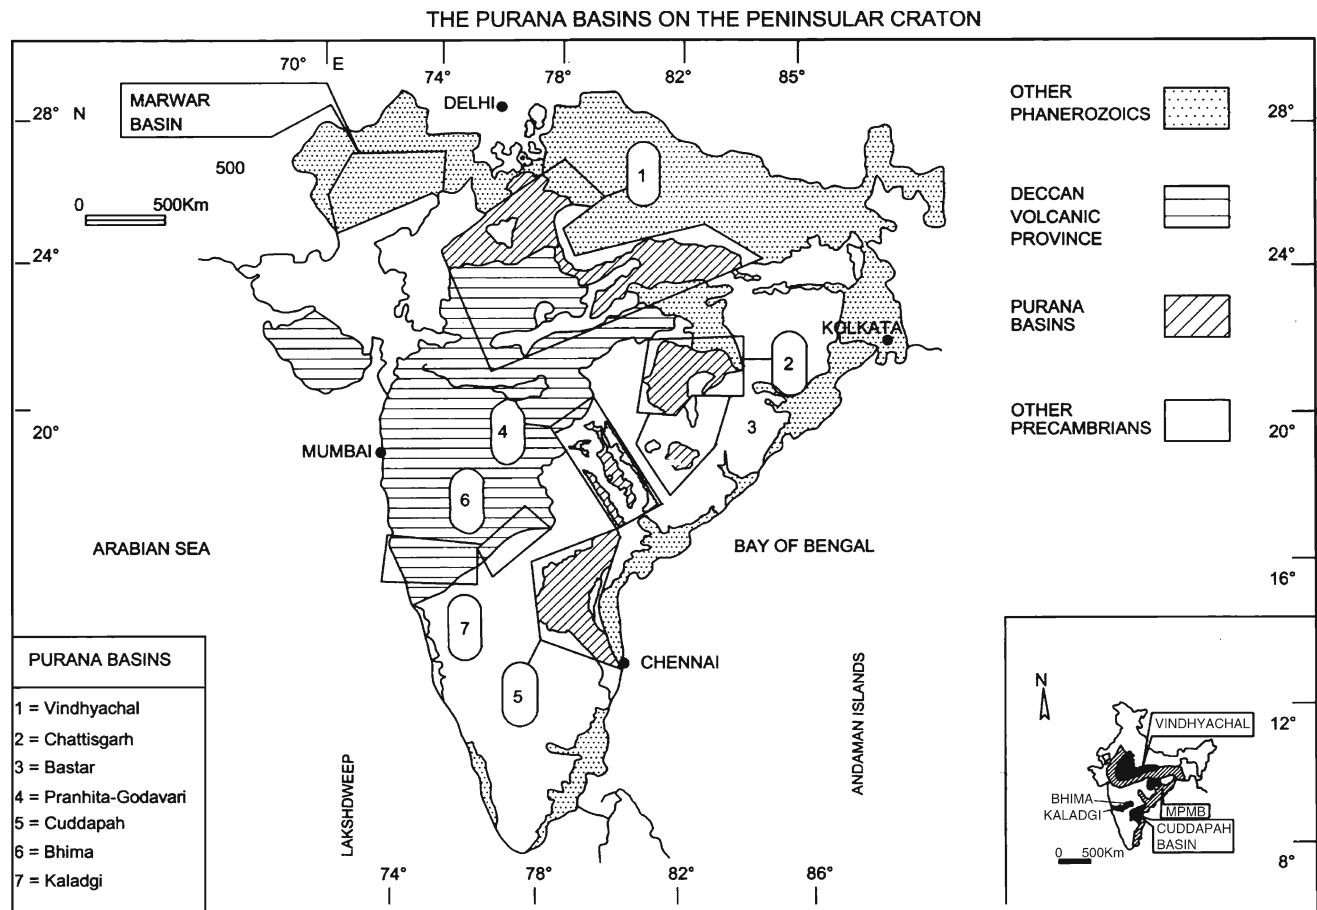 THE PURANA BASINS ON THE PENINSULAR CRATON
70° E
74°
78°
82°
85°
28° N
MARWAR
BASIN
DELHI
500
0 500Km
1
24°
20°
MUMBAI
KOLKATA
2
3
4
6
ARABIAN SEA
BAY OF BENGAL
7
5
CHENNAI
LAKSHDWEEP
ANDAMAN ISLANDS
74°
78°
82°
86°
OTHER
PHANEROZOICS
DECCAN
VOLCANIC
PROVINCE
PURANA
BASINS
OTHER
PRECAMBRIANS
28°
24°
20°
16°
12°
8°
PURANA BASINS
1 = Vindhyachal
2 = Chattisgarh
3 = Bastar
4 = Pranhita-Godavari
5 = Cuddapah
6 = Bhima
7 = Kaladgi
N
VINDHYACHAL
BHIMA
KALADGI
MPMB
CUDDAPAH
BASIN
0 500Km